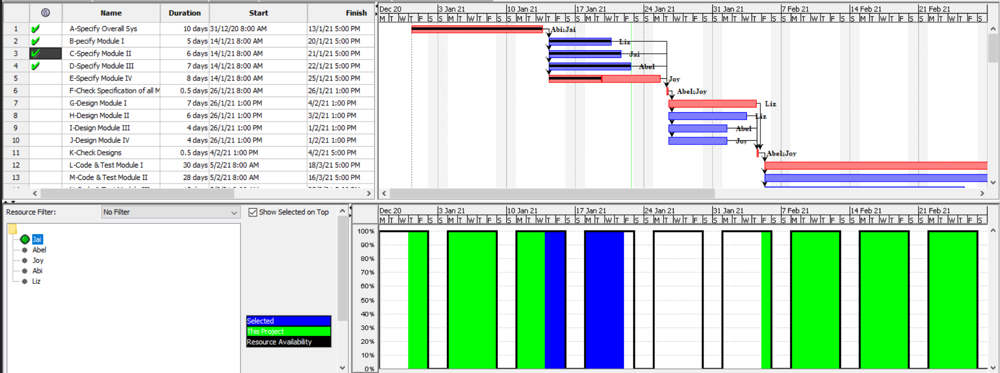 Name Duration Start Finish
1 A-Specify Overall Sys 10 days 31/12/20 8:00 AM 13/1/21 5:00 PM
2 B-pecify Module I 5 days 14/1/21 8:00 AM 20/1/21 5:00 PM
3 C-Specify Module II 6 days 14/1/21 8:00 AM 21/1/21 5:00 PM
4 D-Specify Module III 7 days 14/1/21 8:00 AM 22/1/21 5:00 PM
5 E-Specify Module IV 8 days 14/1/21 8:00 AM 25/1/21 5:00 PM
6 F-Check Specification of all M 0.5 days 26/1/21 8:00 AM 26/1/21 1:00 PM
7 G-Design Module I 7 days 26/1/21 1:00 PM 4/2/21 1:00 PM
8 H-Design Module II 6 days 26/1/21 1:00 PM 3/2/21 1:00 PM
9 I-Design Module III 4 days 26/1/21 1:00 PM 1/2/21 1:00 PM
10 J-Design Module IV 4 days 26/1/21 1:00 PM 1/2/21 1:00 PM
11 K-Check Designs 0.5 days 4/2/21 1:00 PM 4/2/21 5:00 PM
12 L-Code & Test Module I 30 days 5/2/21 8:00 AM 18/3/21 5:00 PM
13 M-Code & Test Module II 28 days 5/2/21 8:00 AM 16/3/21 5:00 PM
Dec 20 3 Jan 21 10 Jan 21 17 Jan 21 24 Jan 21 31 Jan 21 7 Feb 21 14 Feb 21 21 Feb 21
M T W T F S S M T W T F S S M T W T F S S M T W T F S S M T W T F S S M T W T F S S M T W T F S S M T W T F S S M T W T F S
Abi;Jai
Liz
Jai
Abel
Joy
Abel;Joy
Liz
Liz
Abel
Joy
Abel;Joy
Resource Filter: No Filter Show Selected on Top
Jai
Abel
Joy
Abi
Liz
Selected
This Project
Resource Availability
Dec 20 3 Jan 21 10 Jan 21 17 Jan 21 24 Jan 21 31 Jan 21 7 Feb 21 14 Feb 21 21 Feb 21
M T W T F S S M T W T F S S M T W T F S S M T W T F S S M T W T F S S M T W T F S S M T W T F S S M T W T F S S M T W T F S
100%
90%
80%
70%
60%
50%
40%
30%
20%
10%
0%